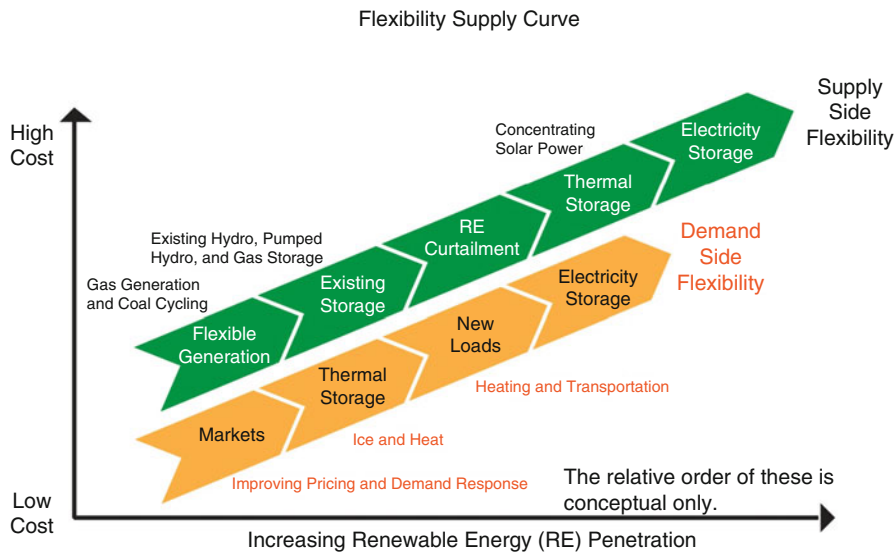 Flexibility Supply Curve
Supply
Side
Flexibility
High
Cost
Concentrating
Solar Power
Electricity
Storage
Thermal
Storage
Existing Hydro, Pumped
Hydro, and Gas Storage
RE
Curtailment
Demand
Side
Flexibility
Gas Generation
and Coal Cycling
Existing
Storage
Electricity
Storage
Flexible
Generation
New
Loads
Thermal
Storage
Heating and Transportation
Markets
Ice and Heat
Improving Pricing and Demand Response
The relative order of these is
conceptual only.
Low
Cost
Increasing Renewable Energy (RE) Penetration